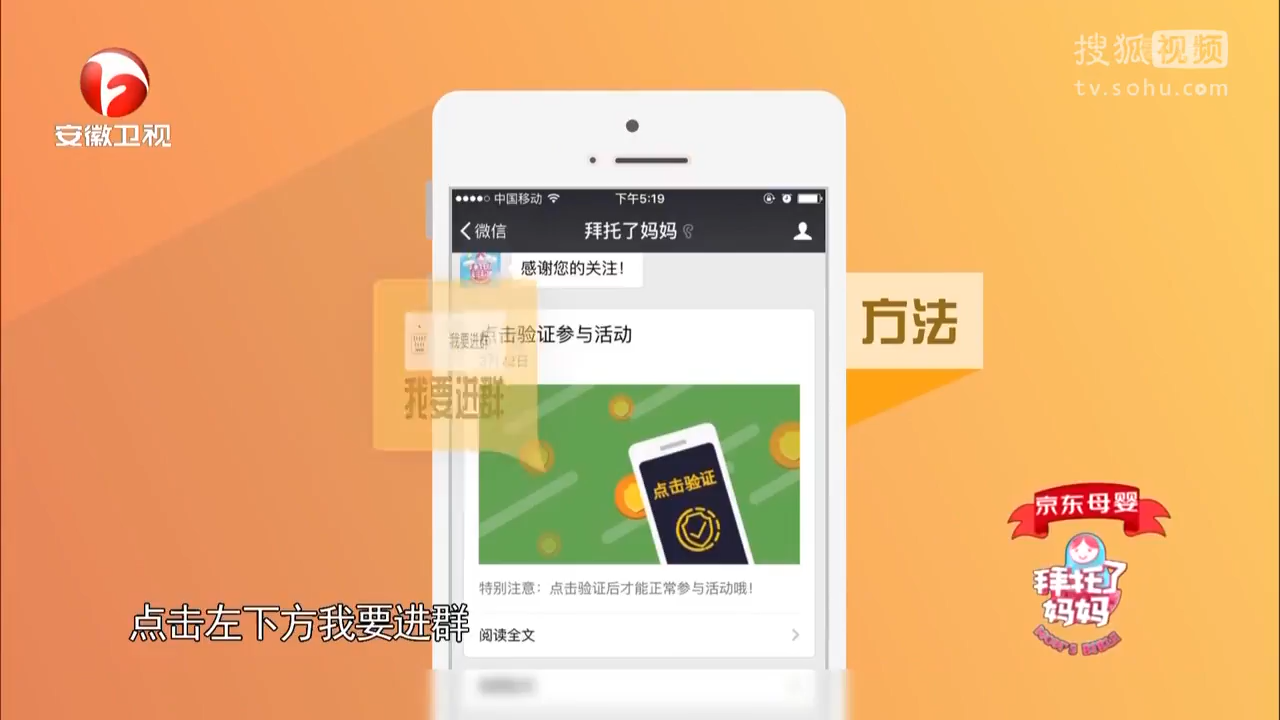 搜狐视频
tv.sohu.com
安徽卫视
中国移动
下午5:19
微信
拜托了妈妈
感谢您的关注！
点击验证参与活动
我要进群
我要进群
方法
点击验证
京东母婴
拜托了
妈妈
特别注意：点击验证后才能正常参与活动哦！
点击左下方我要进群
阅读全文